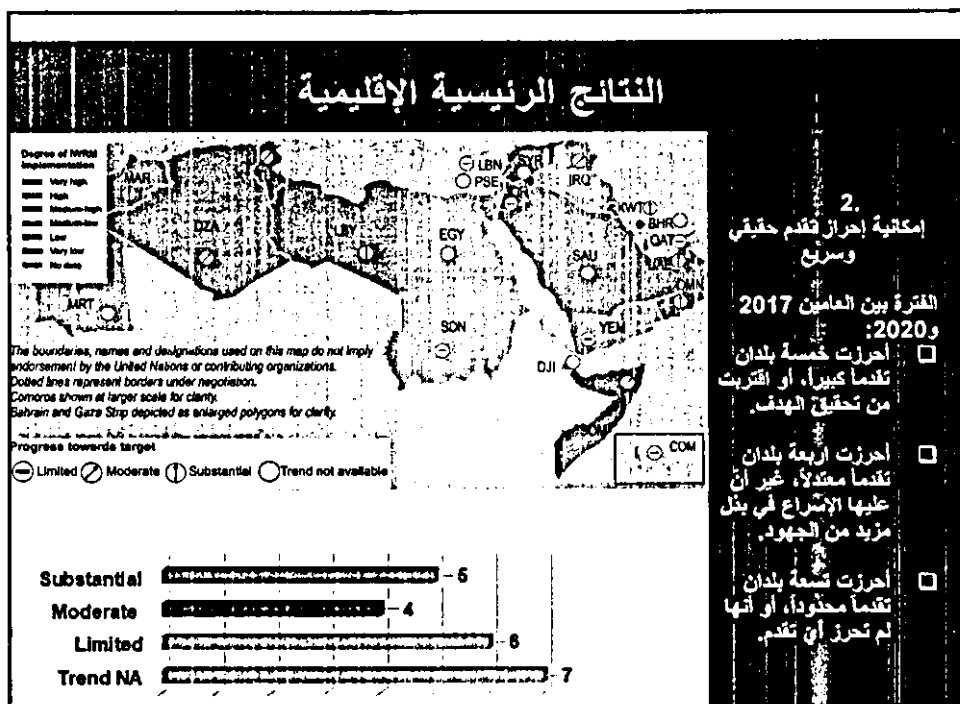 النتائج الرئيسية الإقليمية
Degree of IWRM
implementation
Very high
High
Medium-high
Medium-low
Low
Very low
No data
MAR
DZA
LBY
EGY
LBN
PSE
SYR
IRQ
KWT
BHR
QAT
UAE
OMN
SAU
YEM
MRT
SDN
DJI
SOM
COM
The boundaries, names and designations used on this map do not imply
endorsement by the United Nations or contributing organizations.
Dotted lines represent borders under negotiation.
Comoros shown at larger scale for clarity.
Bahrain and Gaza Strip depicted as enlarged polygons for clarity.
Progress towards target
Limited Moderate Substantial Trend not available
Substantial 5
Moderate 4
Limited 6
Trend NA 7
2.
إمكانية إحراز تقدم حقيقي
وسريع
الفترة بين العامين 2017
و2020:
أحرزت خمسة بلدان
تقدماً كبيراً، أو اقتربت
من تحقيق الهدف.
أحرزت أربعة بلدان
تقدماً معتدلاً، غير أنّ
عليها الإسراع في بذل
مزيد من الجهود.
أحرزت تسعة بلدان
تقدماً محدوداً، أو أنها
لم تحرز أيّ تقدم.